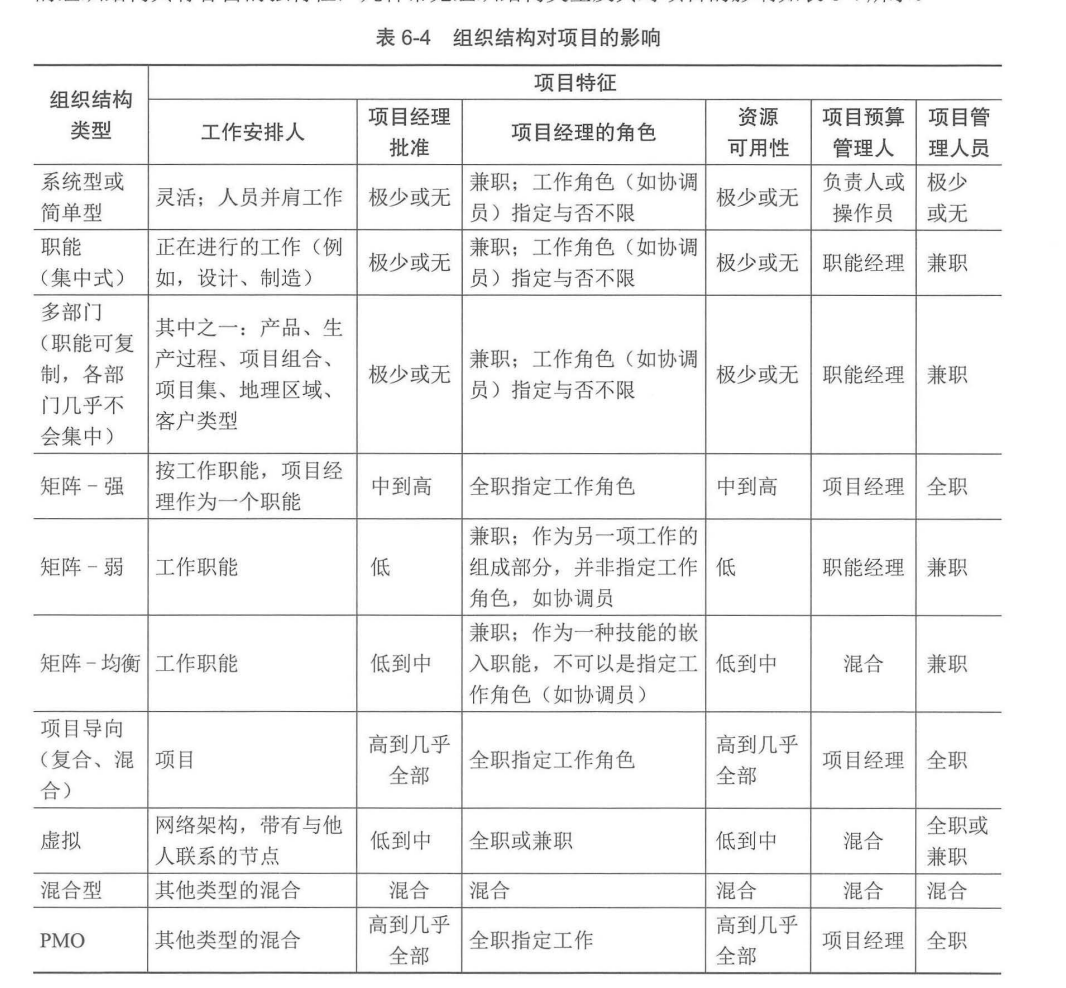 表 6-4 组织结构对项目的影响
组织结构
类型
项目特征
工作安排人
项目经理
批准
项目经理的角色
资源
可用性
项目预算
管理人
项目管
理人员
系统型或
简单型
灵活；人员并肩工作
极少或无
兼职；工作角色（如协调
员）指定与否不限
极少或无
负责人或
操作员
极少
或无
职能
（集中式）
正在进行的工作（例
如，设计、制造）
极少或无
兼职；工作角色（如协调
员）指定与否不限
极少或无
职能经理
兼职
多部门
（职能可复
制，各部
门几乎不
会集中）
其中之一：产品、生
产过程、项目组合、
项目集、地理区域、
客户类型
极少或无
兼职；工作角色（如协调
员）指定与否不限
极少或无
职能经理
兼职
矩阵－强
按工作职能，项目经
理作为一个职能
中到高
全职指定工作角色
中到高
项目经理
全职
矩阵－弱
工作职能
低
兼职；作为另一项工作的
组成部分，并非指定工作
角色，如协调员
低
职能经理
兼职
矩阵－均衡
工作职能
低到中
兼职；作为一种技能的嵌
入职能，不可以是指定工
作角色（如协调员）
低到中
混合
兼职
项目导向
（复合、混
合）
项目
高到几乎
全部
全职指定工作角色
高到几乎
全部
项目经理
全职
虚拟
网络架构，带有与他
人联系的节点
低到中
全职或兼职
低到中
混合
全职或
兼职
混合型
其他类型的混合
混合
混合
混合
混合
混合
PMO
其他类型的混合
高到几乎
全部
全职指定工作
高到几乎
全部
项目经理
全职